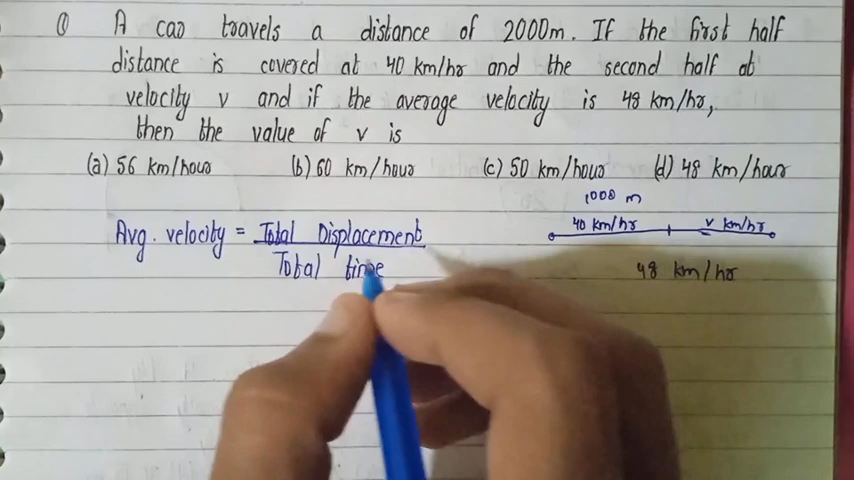 ① A car travels a distance of 2000m. If the first half
distance is covered at 40 km/hr and the second half at
velocity v and if the average velocity is 48 km/hr,
then the value of v is
(a) 56 km/hour (b) 60 km/hour (c) 50 km/hour (d) 48 km/hour
1000 m
40 km/hr v km/hr
Avg. velocity = Total Displacement
Total time
48 km/hr